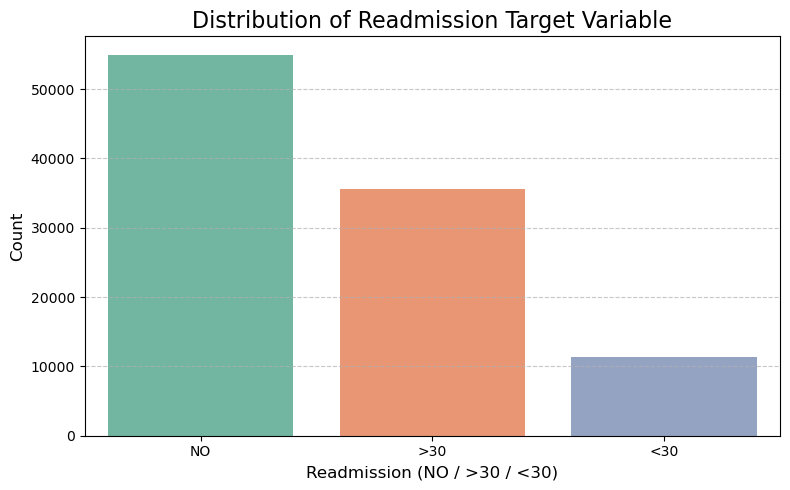 Distribution of Readmission Target Variable
Count
50000
40000
30000
20000
10000
0
NO
>30
<30
Readmission (NO / >30 / <30)